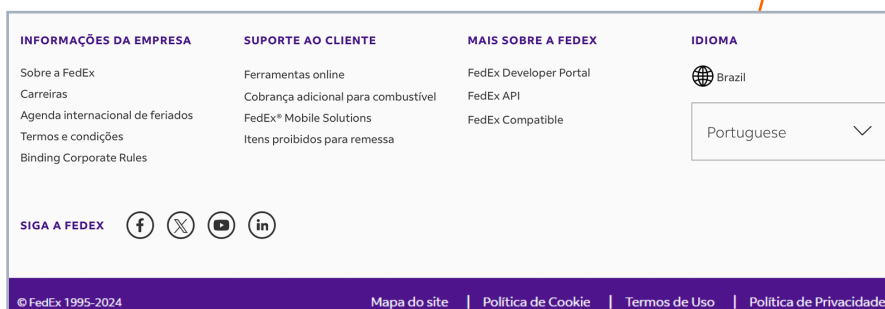 INFORMAÇÕES DA EMPRESA
Sobre a FedEx
Carreiras
Agenda internacional de feriados
Termos e condições
Binding Corporate Rules
SUPORTE AO CLIENTE
Ferramentas online
Cobrança adicional para combustível
FedEx® Mobile Solutions
Itens proibidos para remessa
MAIS SOBRE A FEDEX
FedEx Developer Portal
FedEx API
FedEx Compatible
IDIOMA
Brazil
Portuguese
SIGA A FEDEX
© FedEx 1995-2024
Mapa do site | Política de Cookie | Termos de Uso | Política de Privacidade